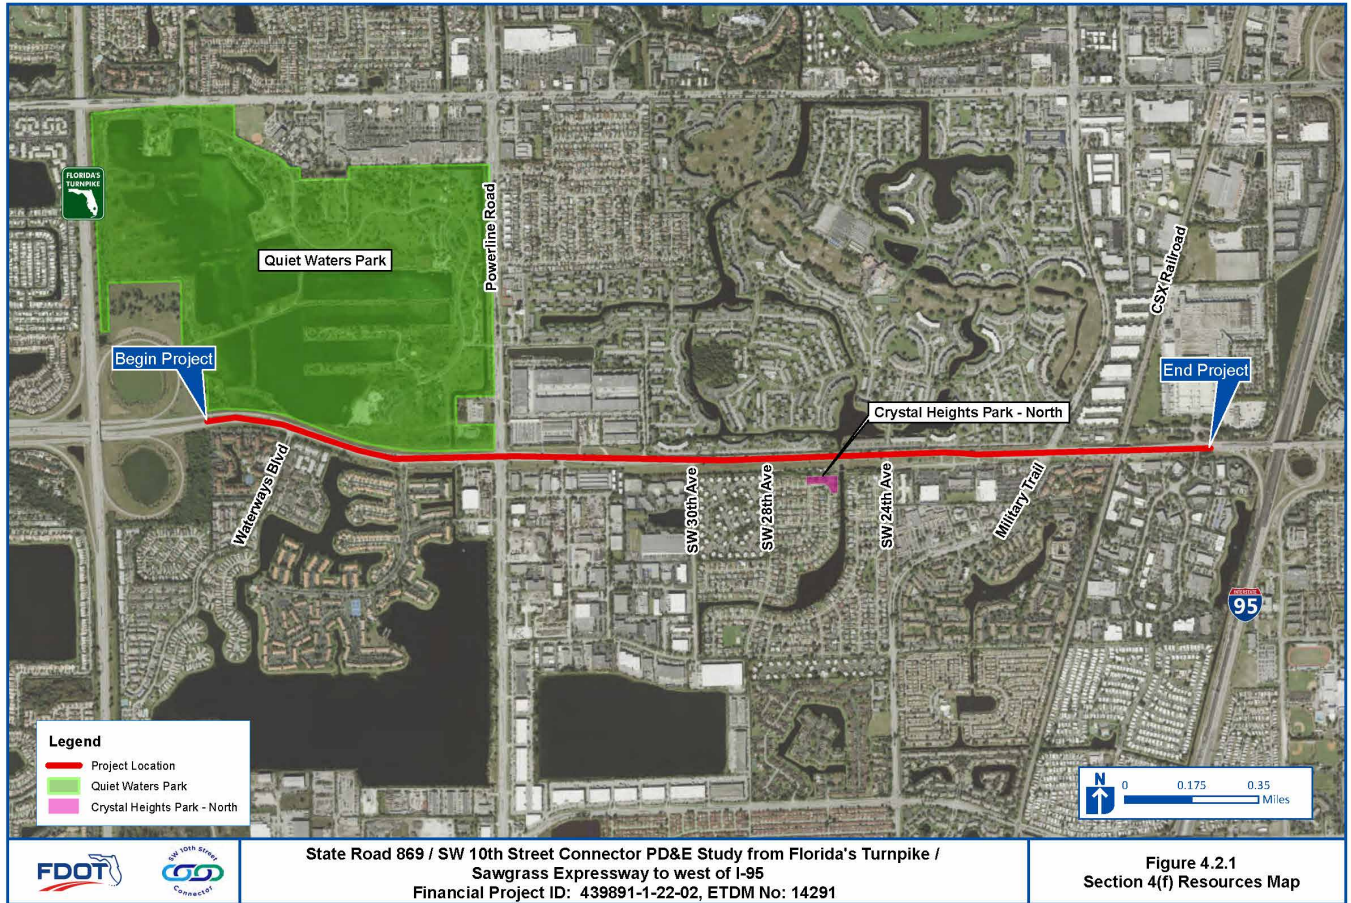 FLORIDA'S
TURNPIKE
Powerline Road
Quiet Waters Park
CSX Railroad
Begin Project
End Project
Crystal Heights Park - North
Waterways Blvd
SW 30th Ave
SW 28th Ave
SW 24th Ave
Military Trail
INTERSTATE
95
Legend
Project Location
Quiet Waters Park
Crystal Heights Park - North
N
0 0.175 0.35
Miles
FDOT
SW 10th Street
Connector
State Road 869 / SW 10th Street Connector PD&E Study from Florida's Turnpike /
Sawgrass Expressway to west of I-95
Financial Project ID: 439891-1-22-02, ETDM No: 14291
Figure 4.2.1
Section 4(f) Resources Map